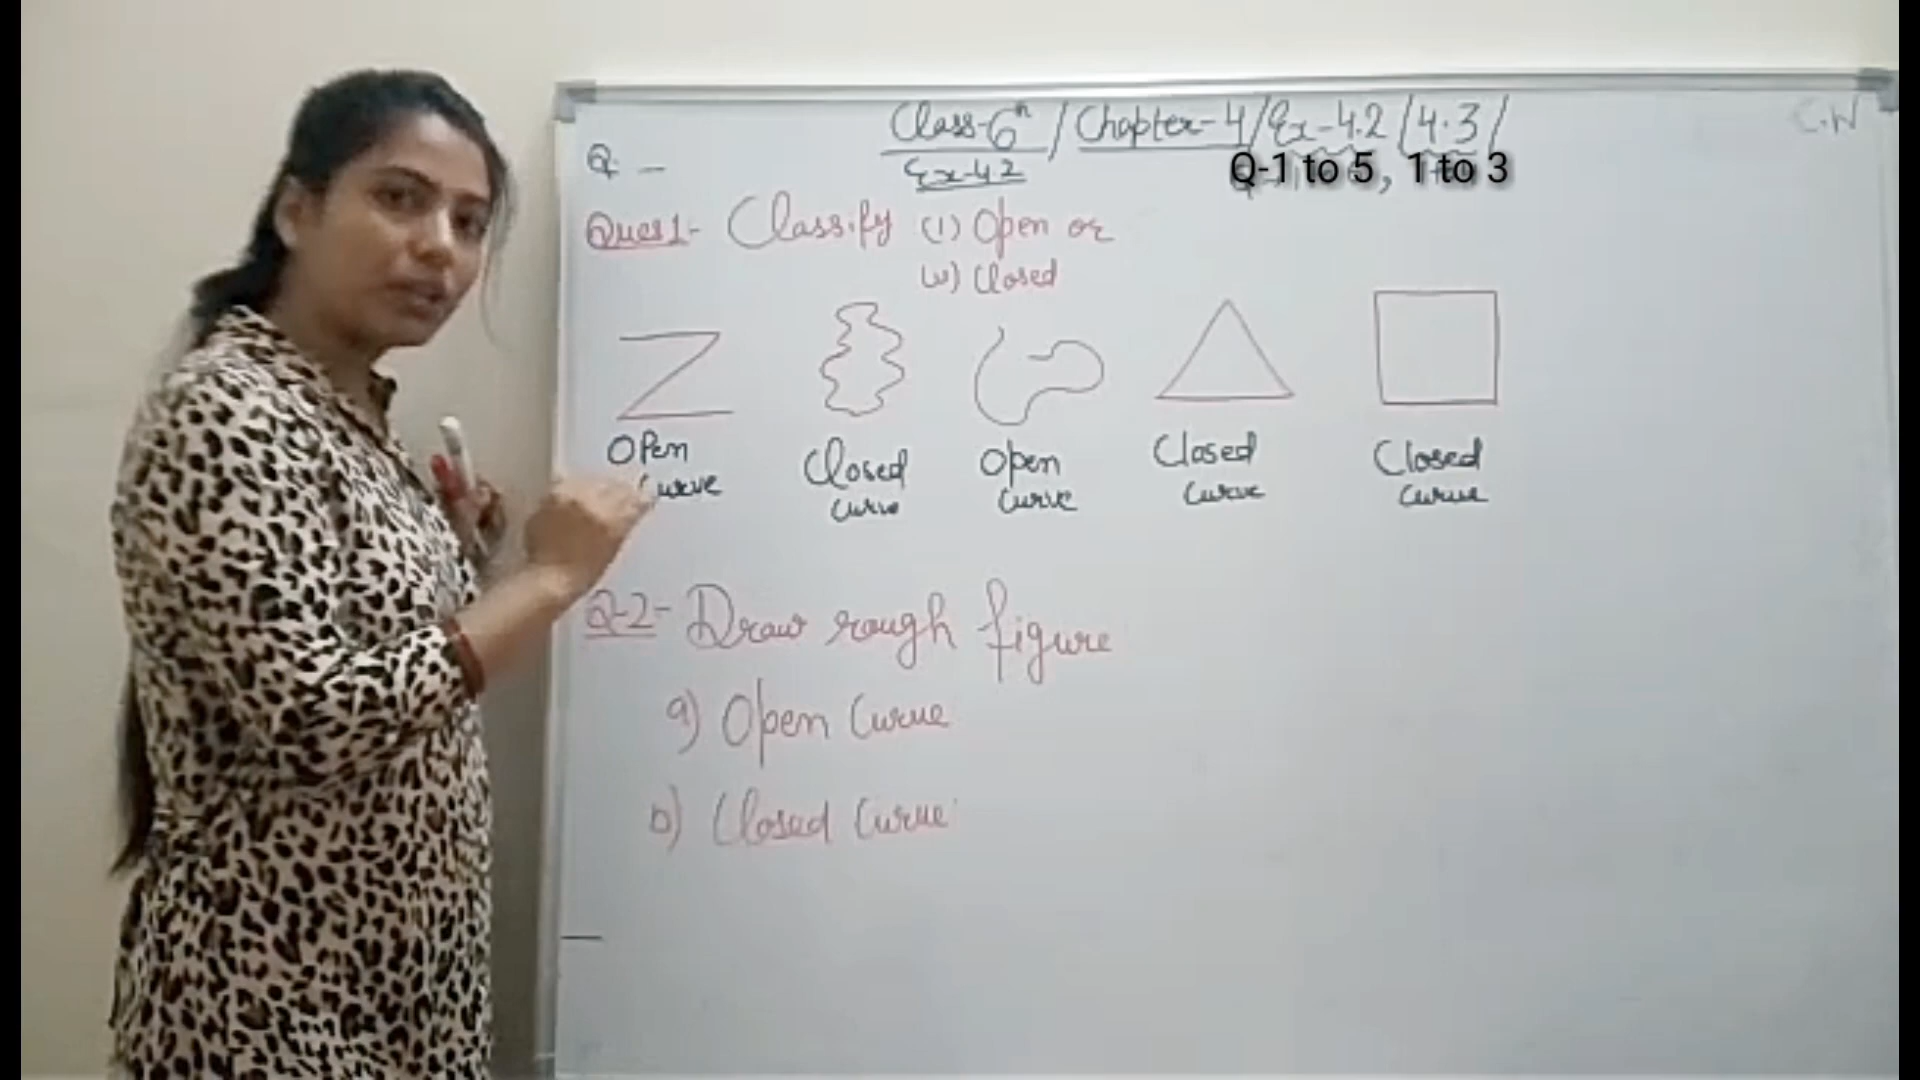 Class-6th / Chapter-4 / Ex-4.2 / 4.3 /
C.W
Q. —
Ex-4.2
Q-1 to 5, 1 to 3
Ques1- Classify (i) Open or
(ii) Closed
Open Curve
Closed Curve
Open Curve
Closed Curve
Closed Curve
Q-2- Draw rough figure
a) Open Curve
b) Closed Curve